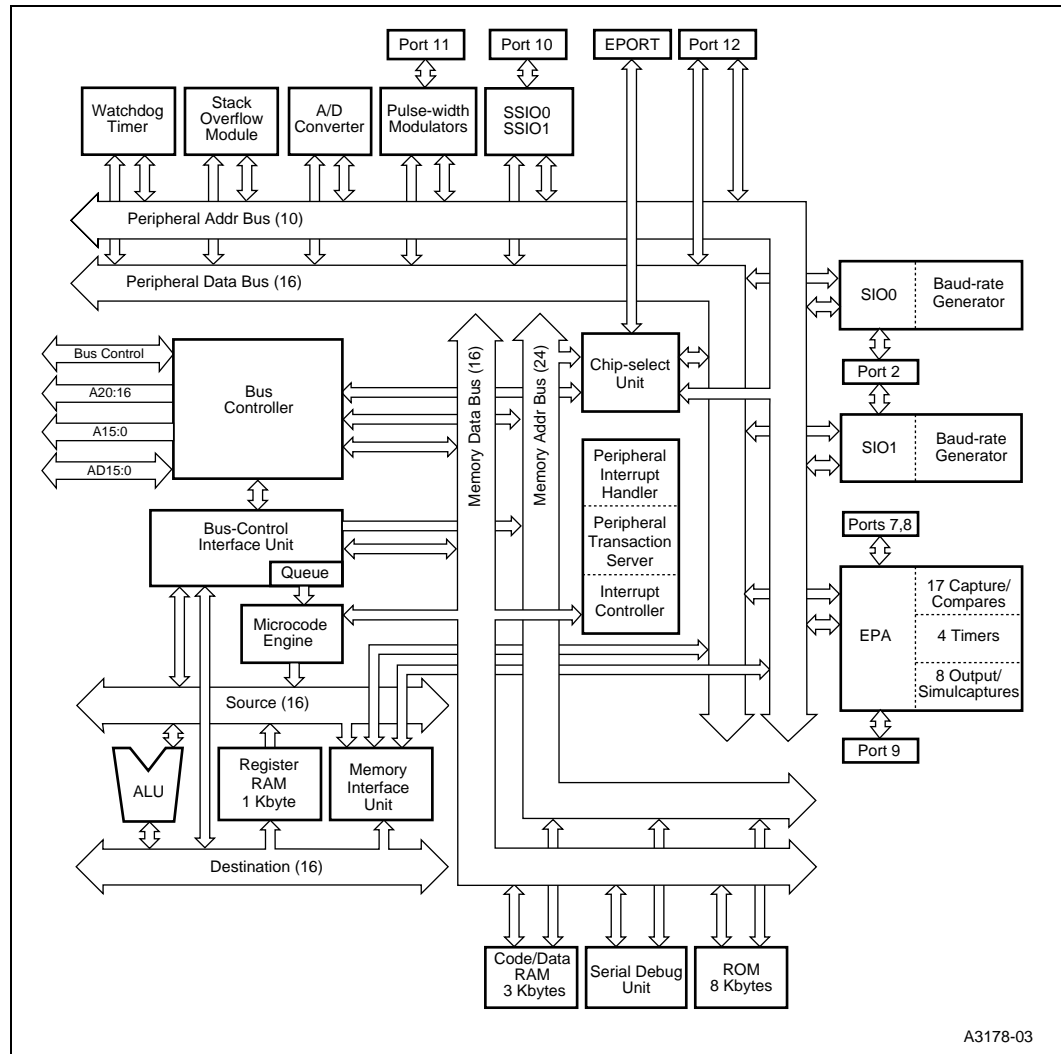 Port 11
Port 10
EPORT
Port 12
Watchdog
Timer
Stack
Overflow
Module
A/D
Converter
Pulse-width
Modulators
SSIO0
SSIO1
Peripheral Addr Bus (10)
Peripheral Data Bus (16)
SIO0
Baud-rate
Generator
Port 2
SIO1
Baud-rate
Generator
Bus Control
A20:16
A15:0
AD15:0
Bus
Controller
Memory Data Bus (16)
Memory Addr Bus (24)
Chip-select
Unit
Peripheral
Interrupt
Handler
Peripheral
Transaction
Server
Interrupt
Controller
Bus-Control
Interface Unit
Queue
Microcode
Engine
Ports 7,8
EPA
17 Capture/
Compares
4 Timers
8 Output/
Simulcaptures
Port 9
Source (16)
ALU
Register
RAM
1 Kbyte
Memory
Interface
Unit
Destination (16)
Code/Data
RAM
3 Kbytes
Serial Debug
Unit
ROM
8 Kbytes
A3178-03